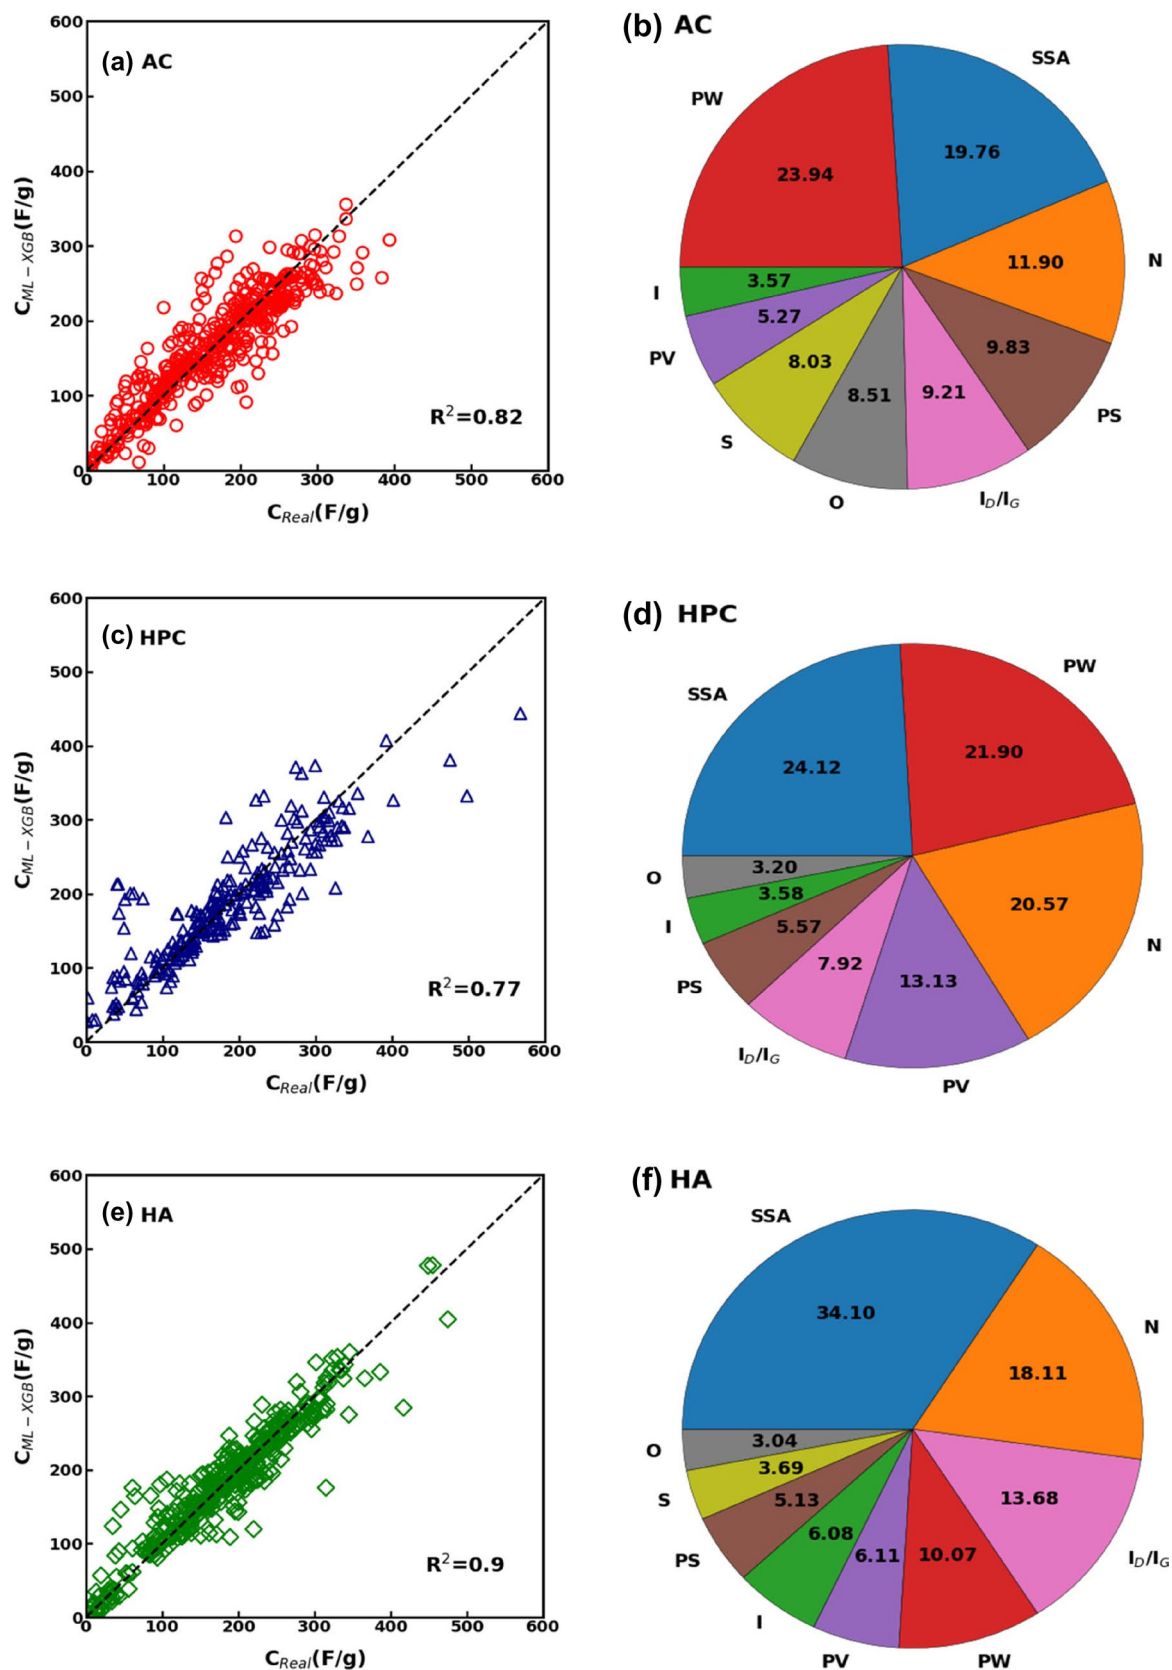 (a) AC
600
500
400
300
200
100
0
0 100 200 300 400 500 600
C_ML-XGB(F/g)
C_Real(F/g)
R²=0.82
(b) AC
PW
SSA
N
PS
I_D/I_G
O
S
PV
I
23.94
19.76
11.90
9.83
9.21
8.51
8.03
5.27
3.57
(c) HPC
600
500
400
300
200
100
0
0 100 200 300 400 500 600
C_ML-XGB(F/g)
C_Real(F/g)
R²=0.77
(d) HPC
SSA
PW
N
PV
I_D/I_G
PS
I
O
24.12
21.90
20.57
13.13
7.92
5.57
3.58
3.20
(e) HA
600
500
400
300
200
100
0
0 100 200 300 400 500 600
C_ML-XGB(F/g)
C_Real(F/g)
R²=0.9
(f) HA
SSA
N
I_D/I_G
PW
PV
I
PS
S
O
34.10
18.11
13.68
10.07
6.11
6.08
5.13
3.69
3.04